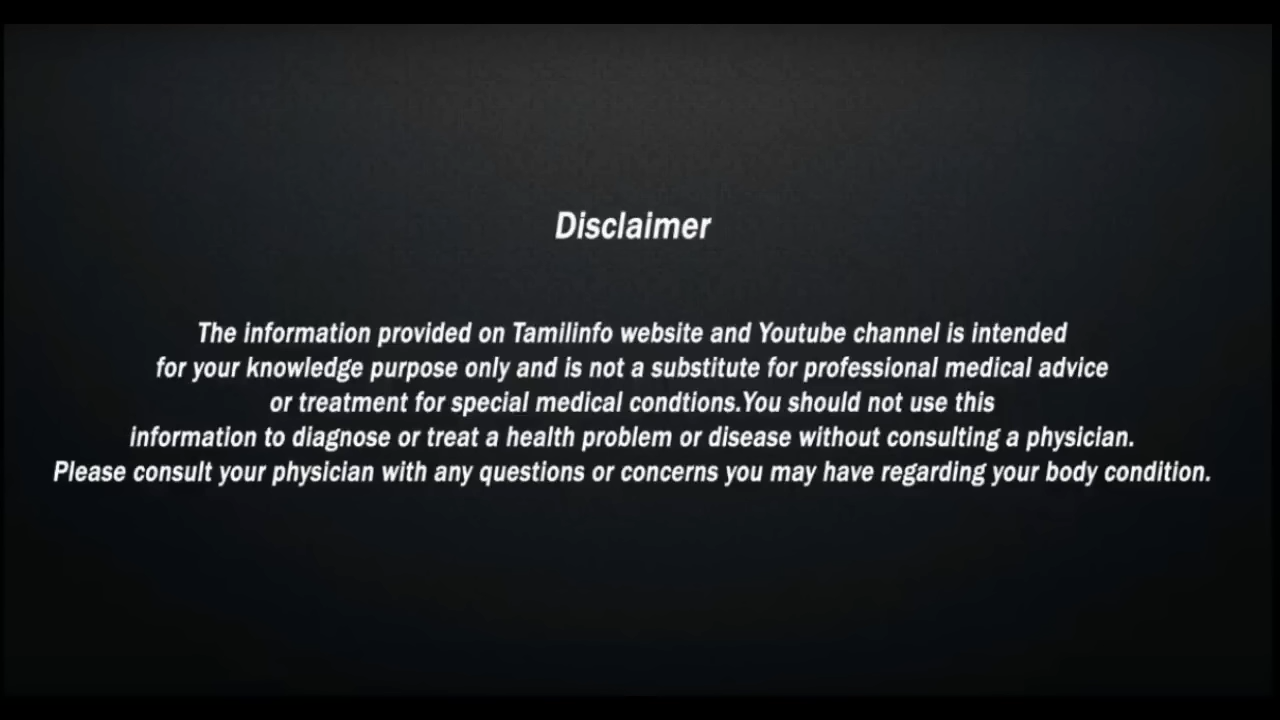 Disclaimer
The information provided on Tamilinfo website and Youtube channel is intended
for your knowledge purpose only and is not a substitute for professional medical advice
or treatment for special medical condtions.You should not use this
information to diagnose or treat a health problem or disease without consulting a physician.
Please consult your physician with any questions or concerns you may have regarding your body condition.